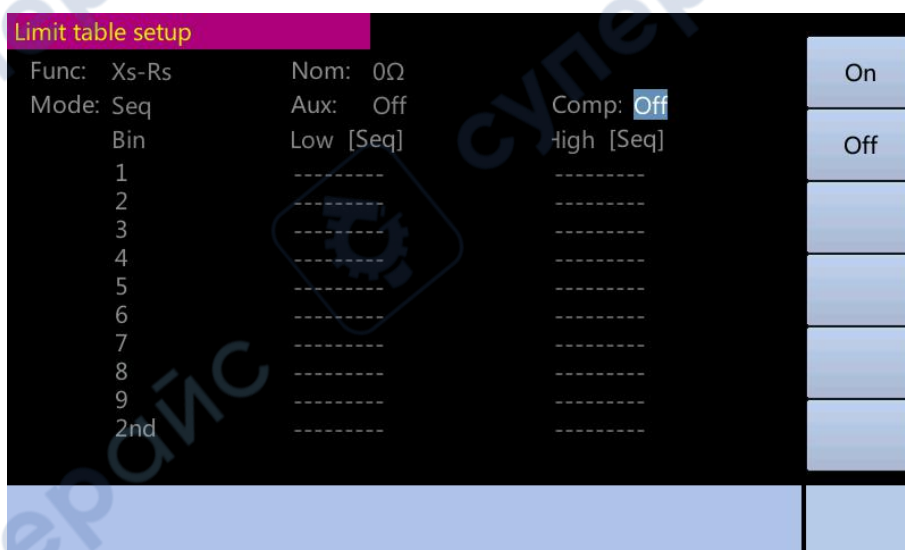 Limit table setup
Func: Xs-Rs Nom: 0Ω
Mode: Seq Aux: Off Comp: Off
Bin Low [Seq] High [Seq]
1 --------- ---------
2 --------- ---------
3 --------- ---------
4 --------- ---------
5 --------- ---------
6 --------- ---------
7 --------- ---------
8 --------- ---------
9 --------- ---------
2nd --------- ---------
On
Off